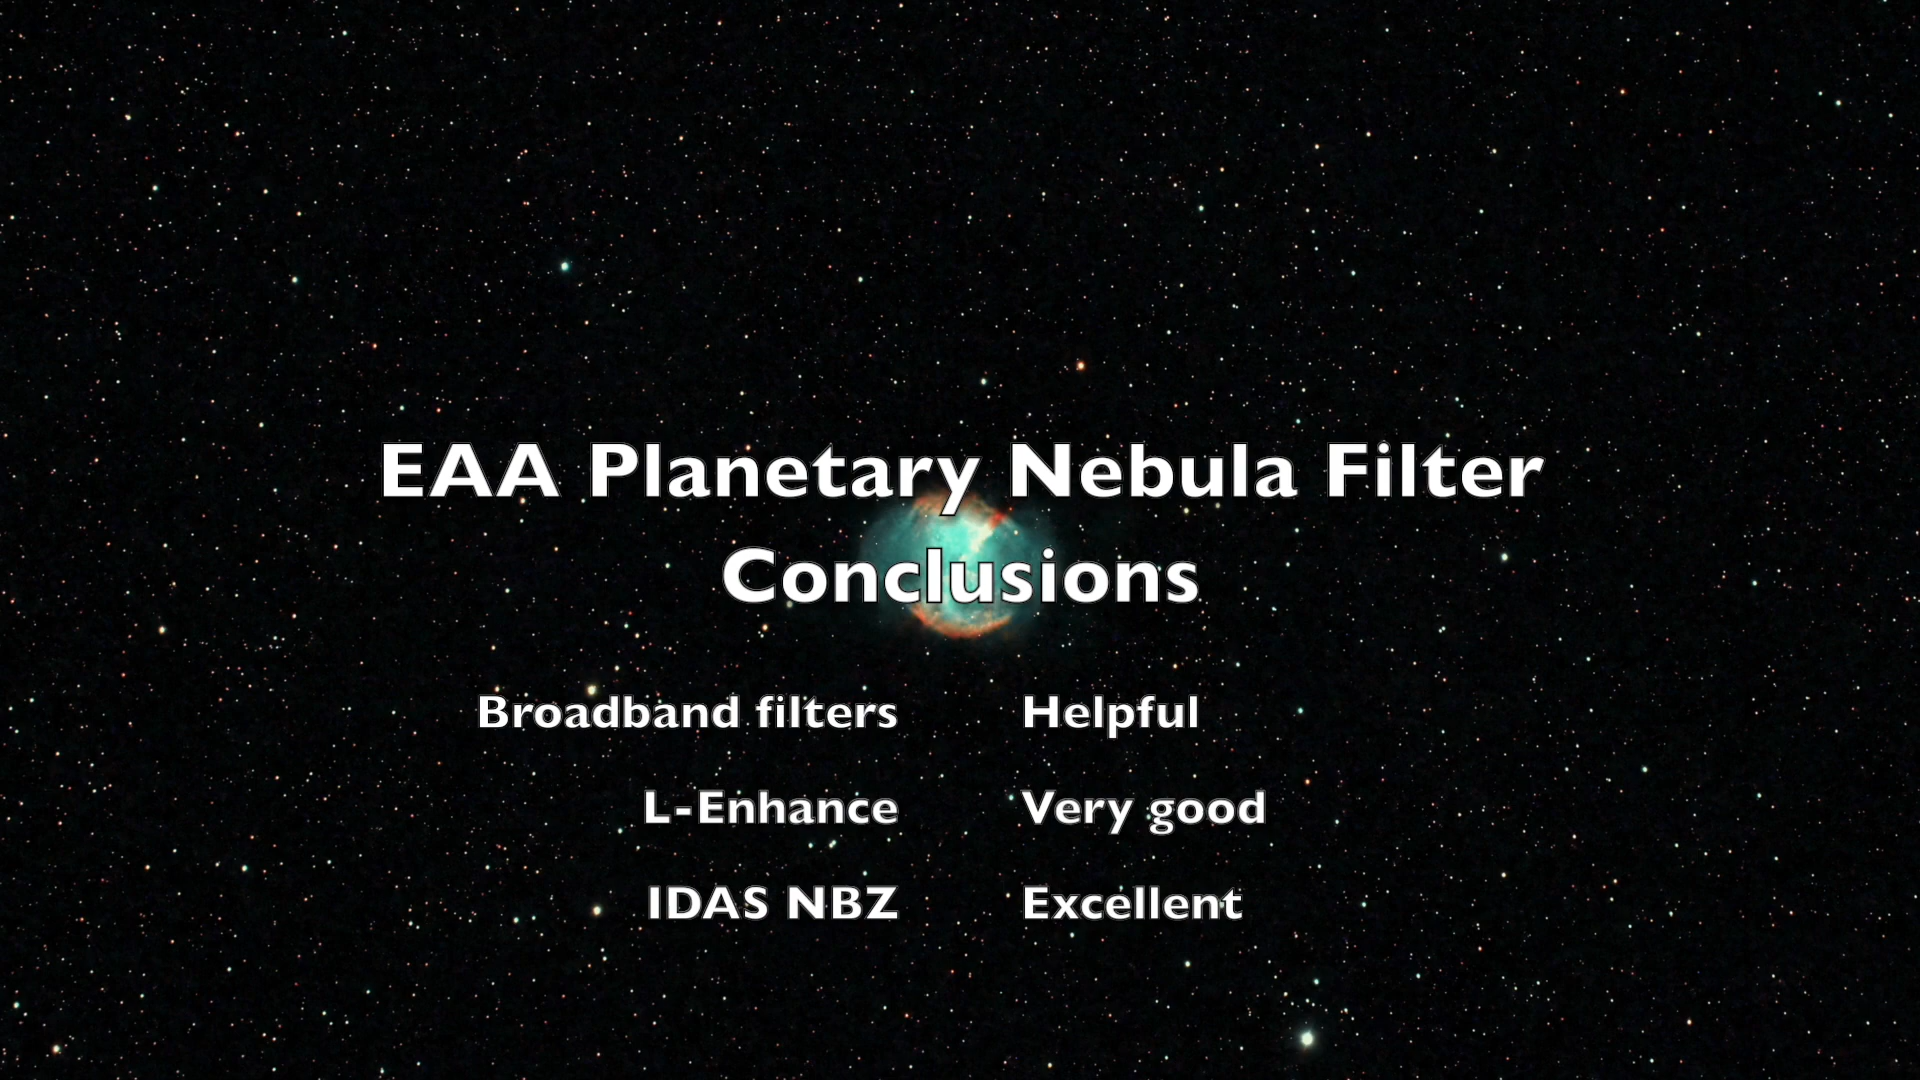 EAA Planetary Nebula Filter
Conclusions
Broadband filters Helpful
L-Enhance Very good
IDAS NBZ Excellent